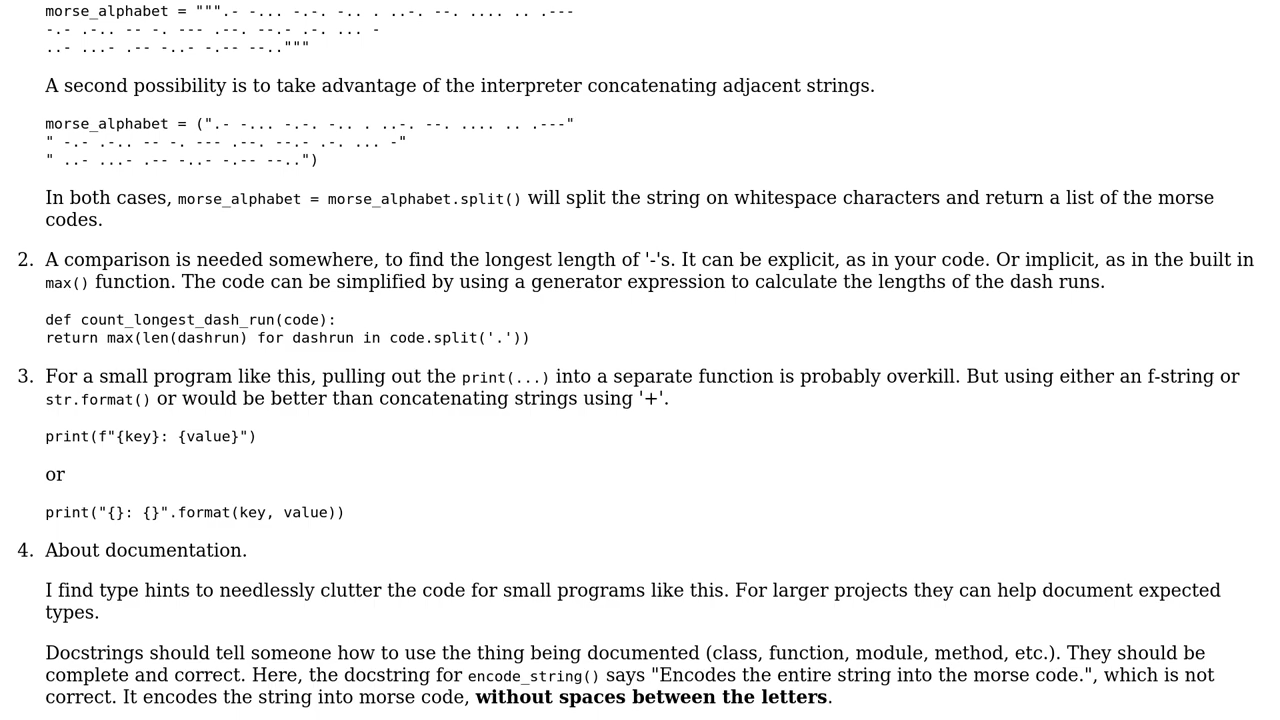 morse_alphabet = """.- -... -.-. -.. . ..-. --. .... .. .---
-.- .-.. -- -. --- .--. --.- .-. ... -
..- ...- .-- -..- -.-- --.."""
A second possibility is to take advantage of the interpreter concatenating adjacent strings.
morse_alphabet = (".- -... -.-. -.. . ..-. --. .... .. .---"
" -.- .-.. -- -. --- .--. --.- .-. ... -"
" ..- ...- .-- -..- -.-- --..")
In both cases, morse_alphabet = morse_alphabet.split() will split the string on whitespace characters and return a list of the morse
codes.
2. A comparison is needed somewhere, to find the longest length of '-'s. It can be explicit, as in your code. Or implicit, as in the built in
max() function. The code can be simplified by using a generator expression to calculate the lengths of the dash runs.
def count_longest_dash_run(code):
return max(len(dashrun) for dashrun in code.split('.'))
3. For a small program like this, pulling out the print(...) into a separate function is probably overkill. But using either an f-string or
str.format() or would be better than concatenating strings using '+'.
print(f"{key}: {value}")
or
print("{}: {}".format(key, value))
4. About documentation.
I find type hints to needlessly clutter the code for small programs like this. For larger projects they can help document expected
types.
Docstrings should tell someone how to use the thing being documented (class, function, module, method, etc.). They should be
complete and correct. Here, the docstring for encode_string() says "Encodes the entire string into the morse code.", which is not
correct. It encodes the string into morse code, without spaces between the letters.